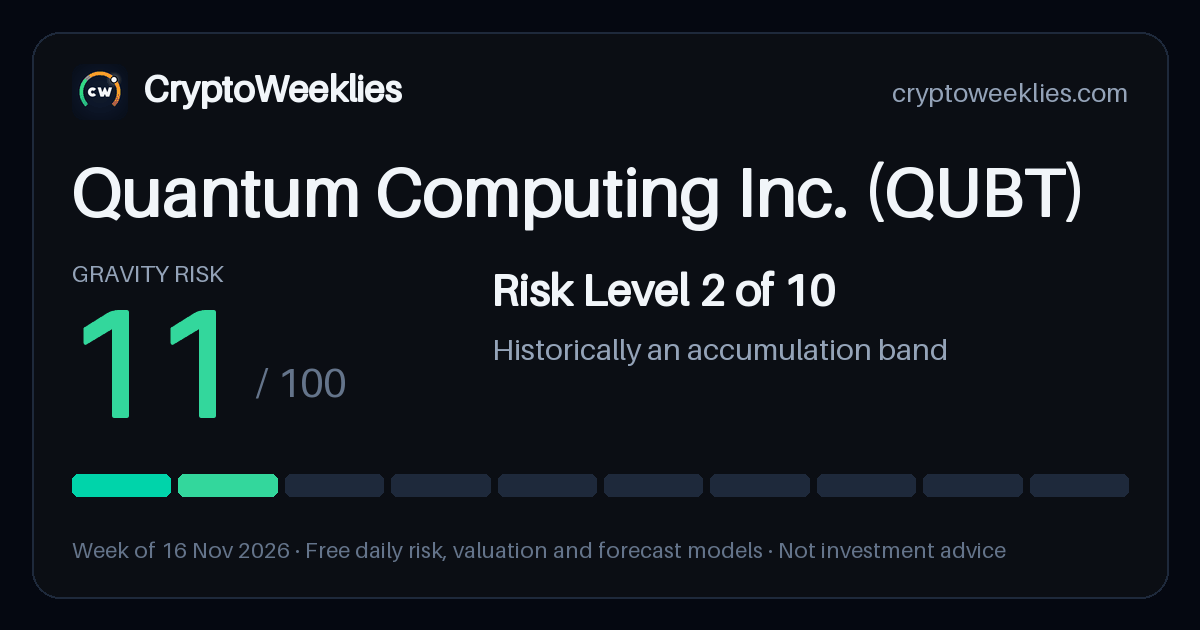 CW
CryptoWeeklies
cryptoweeklies.com
Quantum Computing Inc. (QUBT)
GRAVITY RISK
11 / 100
Risk Level 2 of 10
Historically an accumulation band
Week of 16 Nov 2026 · Free daily risk, valuation and forecast models · Not investment advice